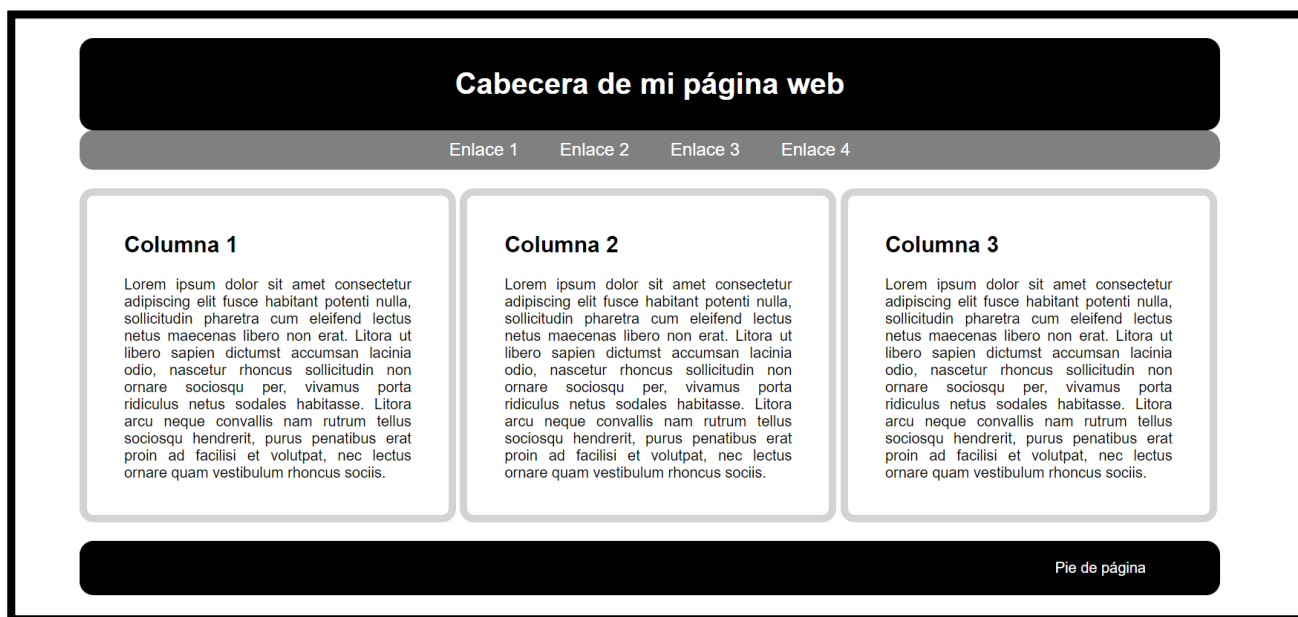 Cabecera de mi página web
Enlace 1 Enlace 2 Enlace 3 Enlace 4
Columna 1
Lorem ipsum dolor sit amet consectetur
adipiscing elit fusce habitant potenti nulla,
sollicitudin pharetra cum eleifend lectus
netus maecenas libero non erat. Litora ut
libero sapien dictumst accumsan lacinia
odio, nascetur rhoncus sollicitudin non
ornare sociosqu per, vivamus porta
ridiculus netus sodales habitasse. Litora
arcu neque convallis nam rutrum tellus
sociosqu hendrerit, purus penatibus erat
proin ad facilisi et volutpat, nec lectus
ornare quam vestibulum rhoncus sociis.
Columna 2
Lorem ipsum dolor sit amet consectetur
adipiscing elit fusce habitant potenti nulla,
sollicitudin pharetra cum eleifend lectus
netus maecenas libero non erat. Litora ut
libero sapien dictumst accumsan lacinia
odio, nascetur rhoncus sollicitudin non
ornare sociosqu per, vivamus porta
ridiculus netus sodales habitasse. Litora
arcu neque convallis nam rutrum tellus
sociosqu hendrerit, purus penatibus erat
proin ad facilisi et volutpat, nec lectus
ornare quam vestibulum rhoncus sociis.
Columna 3
Lorem ipsum dolor sit amet consectetur
adipiscing elit fusce habitant potenti nulla,
sollicitudin pharetra cum eleifend lectus
netus maecenas libero non erat. Litora ut
libero sapien dictumst accumsan lacinia
odio, nascetur rhoncus sollicitudin non
ornare sociosqu per, vivamus porta
ridiculus netus sodales habitasse. Litora
arcu neque convallis nam rutrum tellus
sociosqu hendrerit, purus penatibus erat
proin ad facilisi et volutpat, nec lectus
ornare quam vestibulum rhoncus sociis.
Pie de página